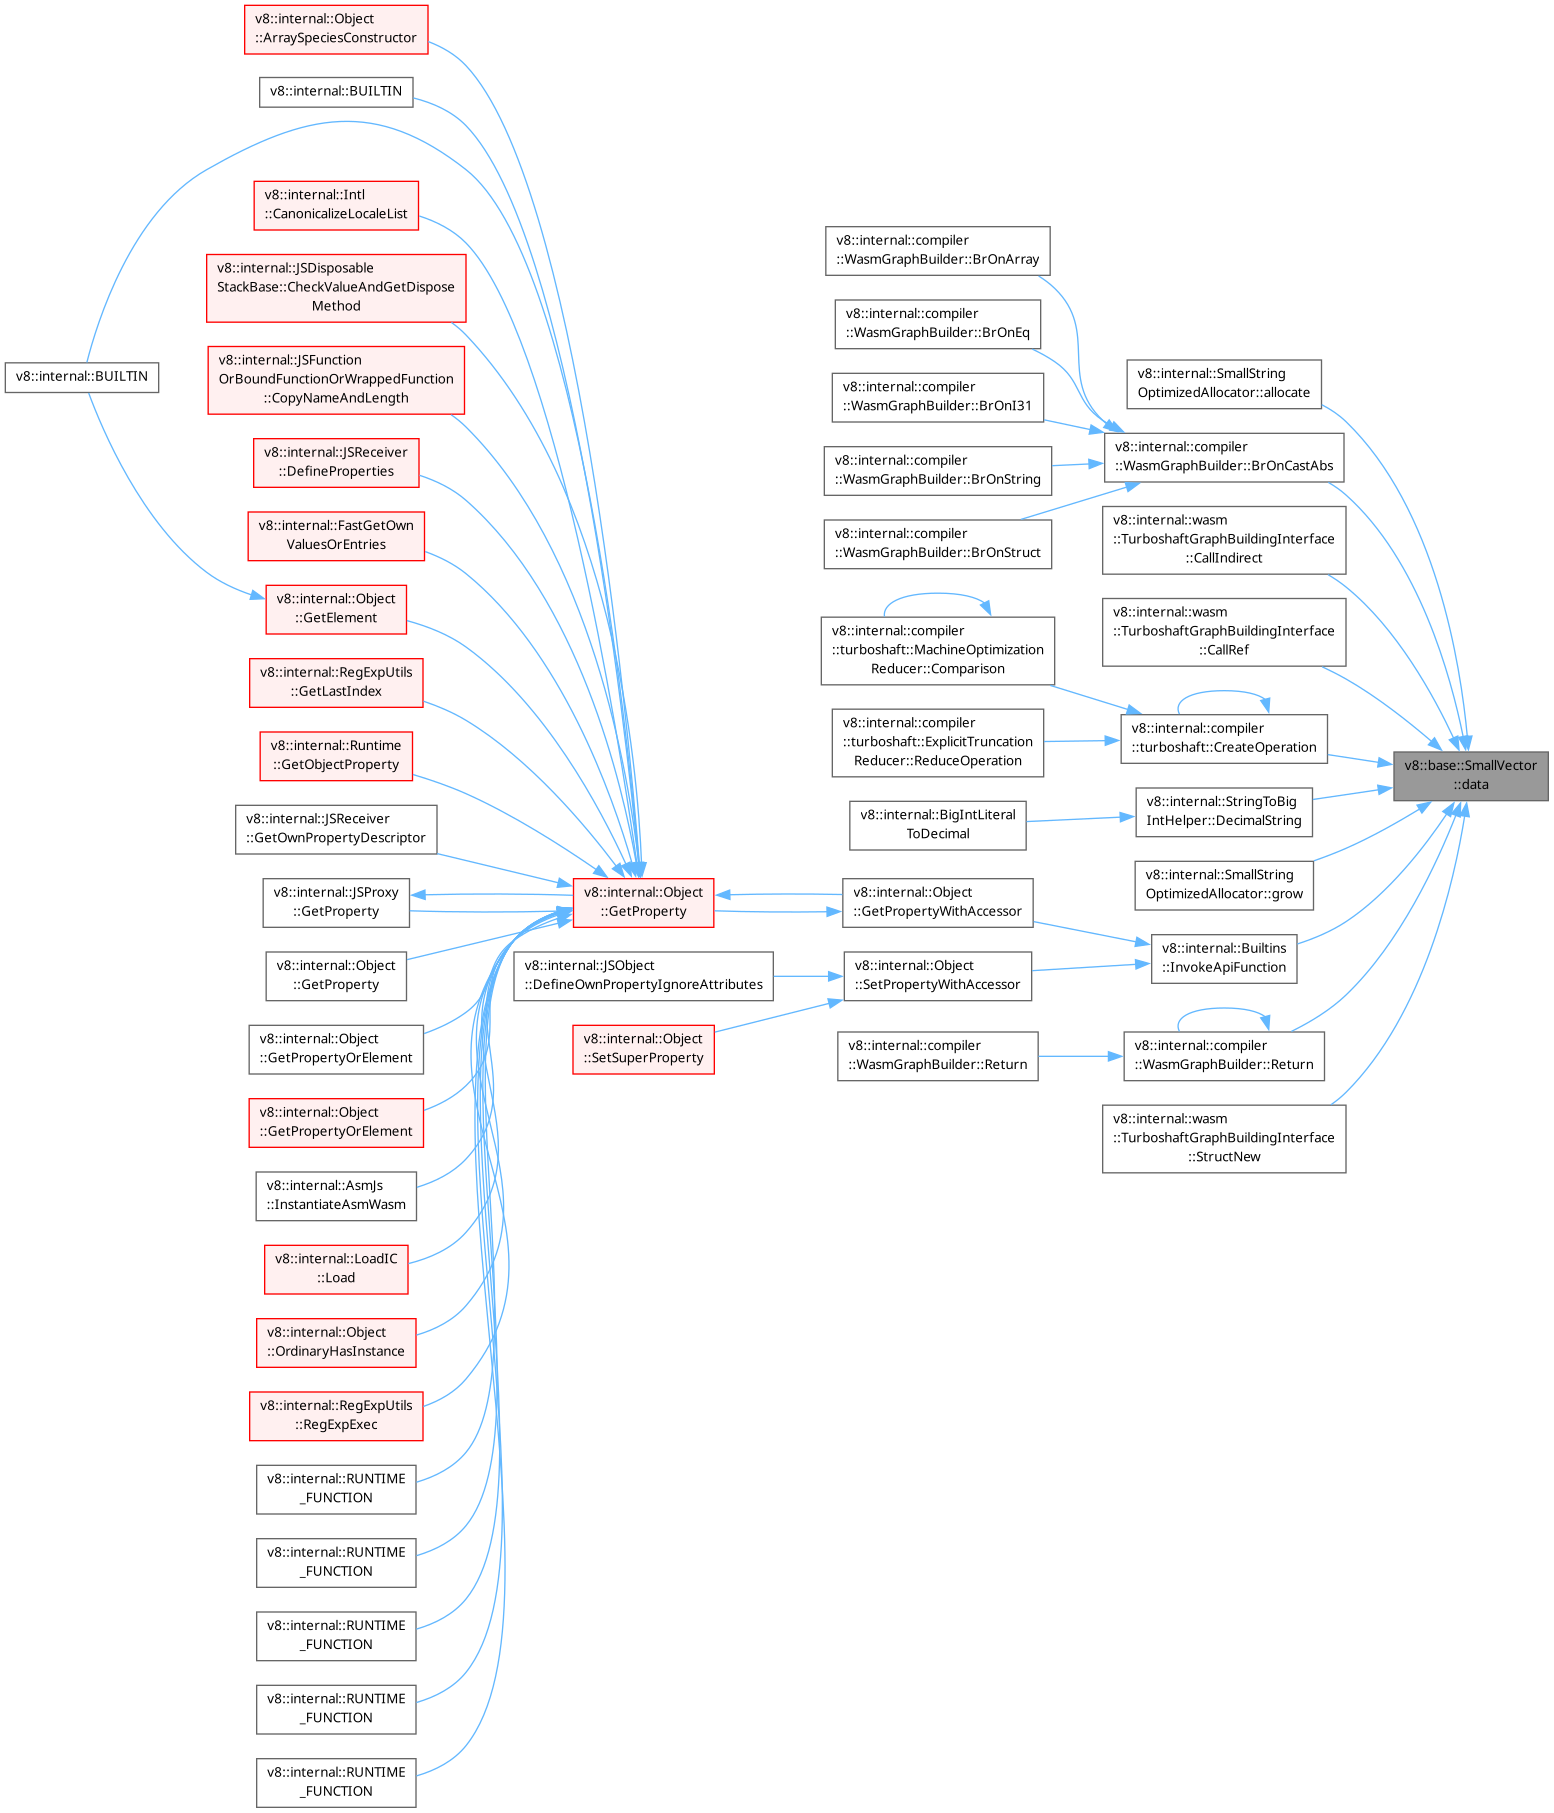 v8::internal::Object
::ArraySpeciesConstructor
v8::internal::BUILTIN
v8::internal::Intl
::CanonicalizeLocaleList
v8::internal::JSDisposable
StackBase::CheckValueAndGetDispose
Method
v8::internal::JSFunction
OrBoundFunctionOrWrappedFunction
::CopyNameAndLength
v8::internal::BUILTIN
v8::internal::JSReceiver
::DefineProperties
v8::internal::FastGetOwn
ValuesOrEntries
v8::internal::Object
::GetElement
v8::internal::RegExpUtils
::GetLastIndex
v8::internal::Runtime
::GetObjectProperty
v8::internal::JSReceiver
::GetOwnPropertyDescriptor
v8::internal::JSProxy
::GetProperty
v8::internal::Object
::GetProperty
v8::internal::Object
::GetPropertyOrElement
v8::internal::Object
::GetPropertyOrElement
v8::internal::AsmJs
::InstantiateAsmWasm
v8::internal::LoadIC
::Load
v8::internal::Object
::OrdinaryHasInstance
v8::internal::RegExpUtils
::RegExpExec
v8::internal::RUNTIME
_FUNCTION
v8::internal::RUNTIME
_FUNCTION
v8::internal::RUNTIME
_FUNCTION
v8::internal::RUNTIME
_FUNCTION
v8::internal::RUNTIME
_FUNCTION
v8::internal::Object
::GetProperty
v8::internal::JSObject
::DefineOwnPropertyIgnoreAttributes
v8::internal::Object
::SetSuperProperty
v8::internal::compiler
::WasmGraphBuilder::BrOnArray
v8::internal::compiler
::WasmGraphBuilder::BrOnEq
v8::internal::compiler
::WasmGraphBuilder::BrOnI31
v8::internal::compiler
::WasmGraphBuilder::BrOnString
v8::internal::compiler
::WasmGraphBuilder::BrOnStruct
v8::internal::compiler
::turboshaft::MachineOptimization
Reducer::Comparison
v8::internal::compiler
::turboshaft::ExplicitTruncation
Reducer::ReduceOperation
v8::internal::BigIntLiteral
ToDecimal
v8::internal::Object
::GetPropertyWithAccessor
v8::internal::Object
::SetPropertyWithAccessor
v8::internal::compiler
::WasmGraphBuilder::Return
v8::internal::SmallString
OptimizedAllocator::allocate
v8::internal::compiler
::WasmGraphBuilder::BrOnCastAbs
v8::internal::wasm
::TurboshaftGraphBuildingInterface
::CallIndirect
v8::internal::wasm
::TurboshaftGraphBuildingInterface
::CallRef
v8::internal::compiler
::turboshaft::CreateOperation
v8::internal::StringToBig
IntHelper::DecimalString
v8::internal::SmallString
OptimizedAllocator::grow
v8::internal::Builtins
::InvokeApiFunction
v8::internal::compiler
::WasmGraphBuilder::Return
v8::internal::wasm
::TurboshaftGraphBuildingInterface
::StructNew
v8::base::SmallVector
::data